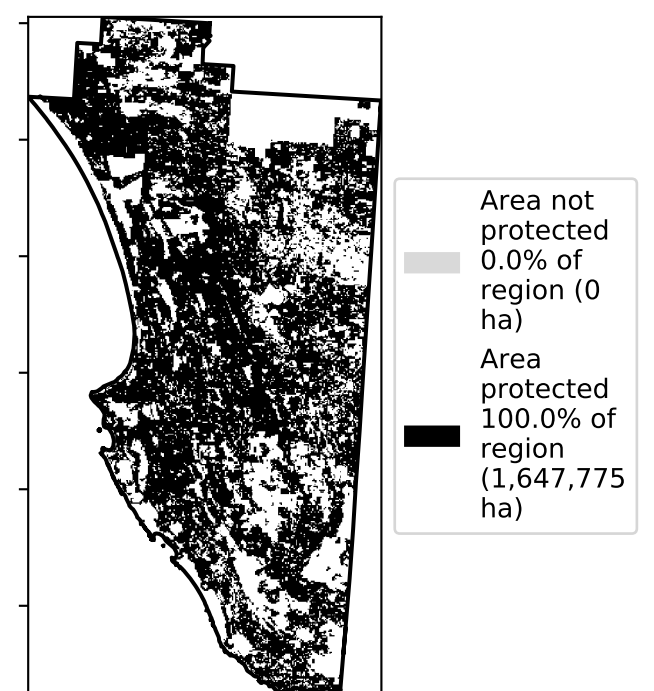 Area not
protected
0.0% of
region (0
ha)
Area
protected
100.0% of
region
(1,647,775
ha)